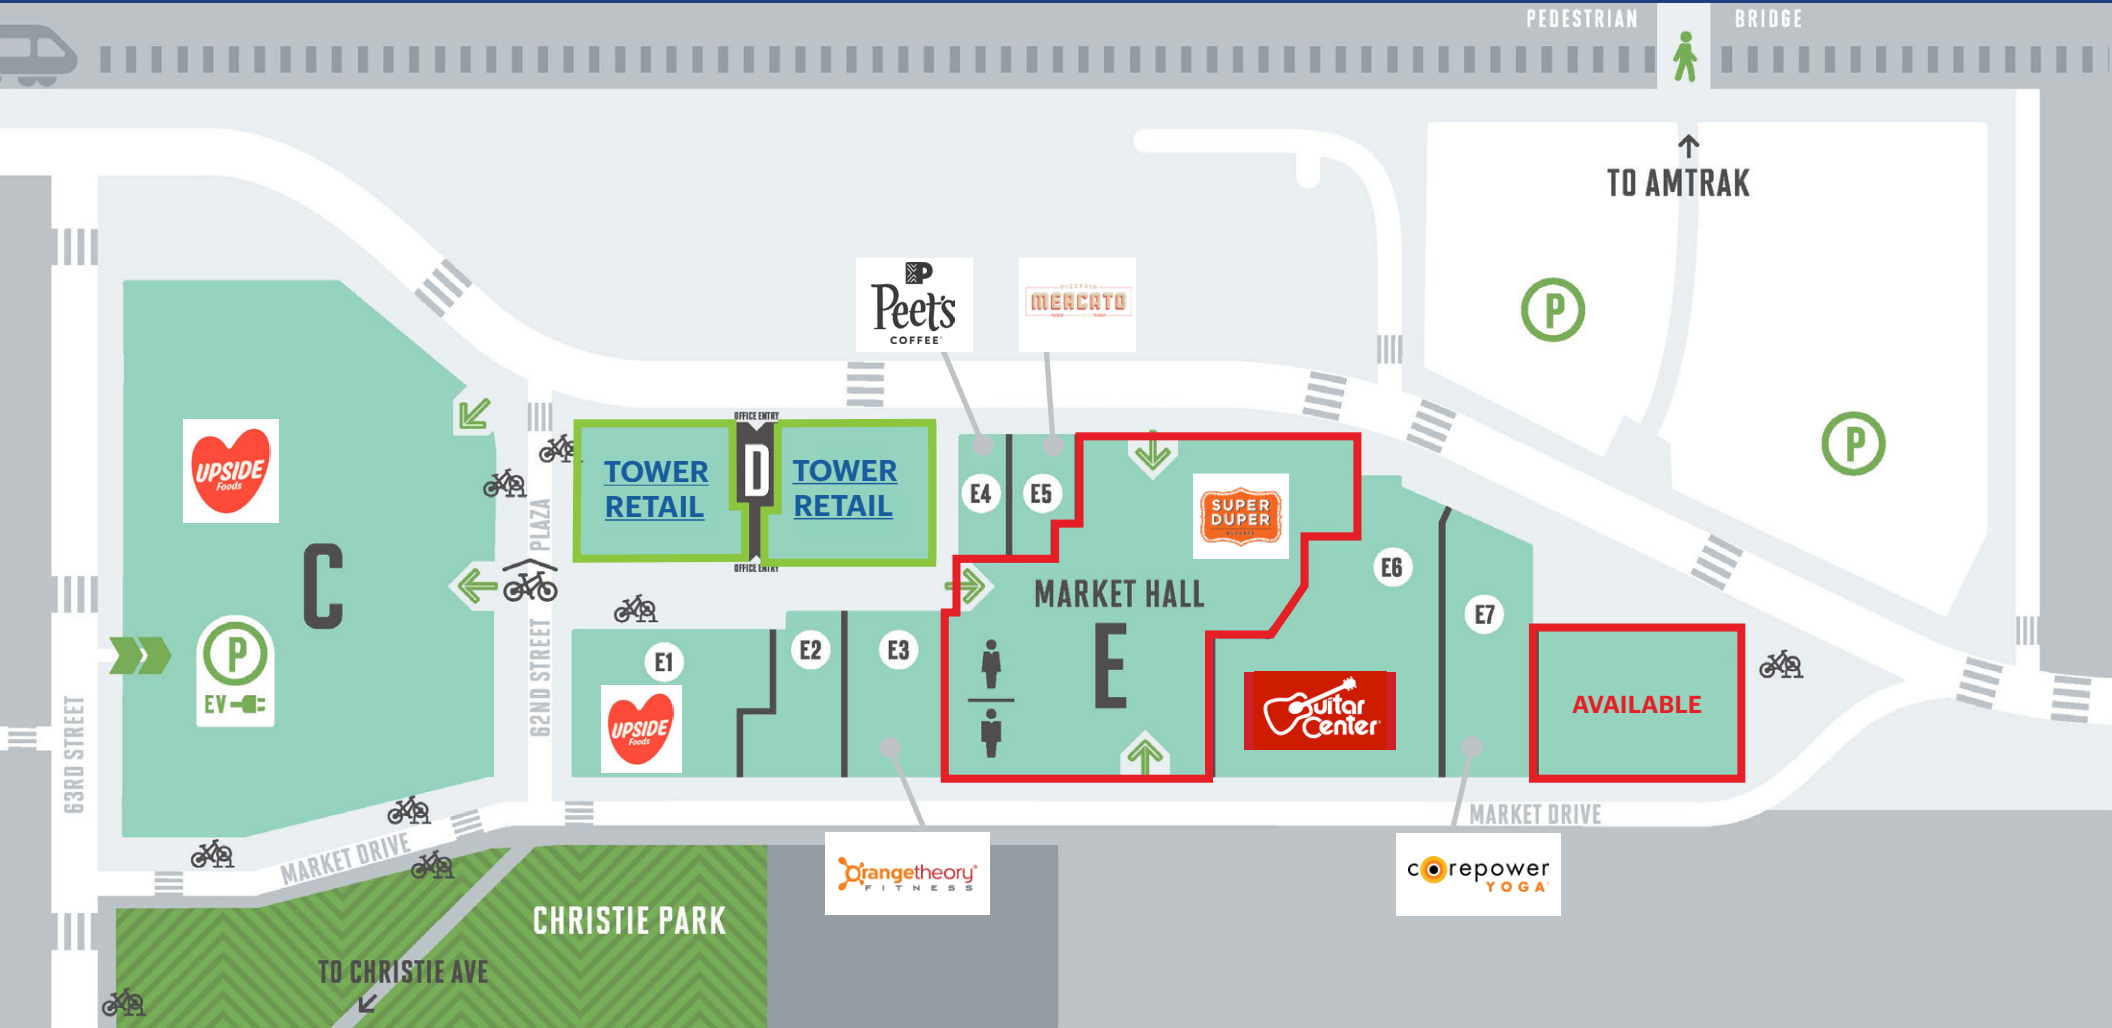 PEDESTRIAN BRIDGE
TO AMTRAK
P
P
Peet's
COFFEE
PIZZERIA
MERCATO
UPSIDE
Foods
C
P
EV
63RD STREET
62ND STREET PLAZA
OFFICE ENTRY
TOWER
RETAIL
D
TOWER
RETAIL
OFFICE ENTRY
E4
E5
SUPER
DUPER
BURGERS
MARKET HALL
E
E6
E7
E1
E2
E3
UPSIDE
Foods
Guitar
Center
AVAILABLE
MARKET DRIVE
MARKET DRIVE
Orangetheory
FITNESS
corepower
YOGA
CHRISTIE PARK
TO CHRISTIE AVE